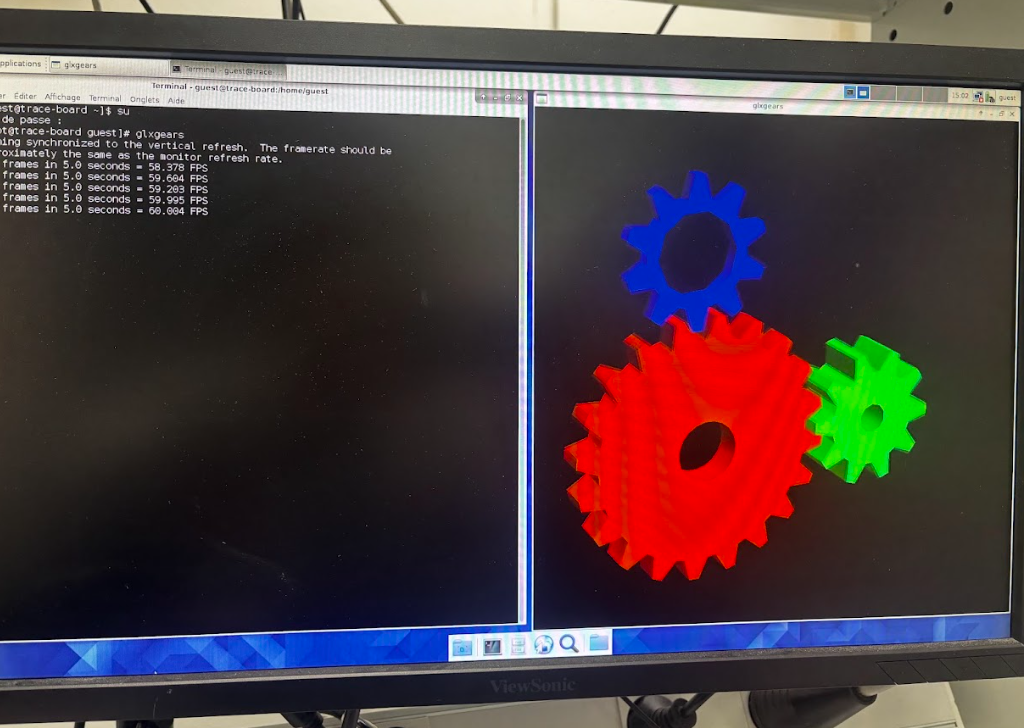 pplications
glxgears
Terminal - guest@trace-
15:02
guest
Terminal - guest@trace-board:/home/guest
glxgears
er Éditer Affichage Terminal Onglets Aide
est@trace-board ~]$ su
de passe :
ot@trace-board guest]# glxgears
ning synchronized to the vertical refresh. The framerate should be
roximately the same as the monitor refresh rate.
frames in 5.0 seconds = 58.378 FPS
frames in 5.0 seconds = 59.604 FPS
frames in 5.0 seconds = 59.203 FPS
frames in 5.0 seconds = 59.995 FPS
frames in 5.0 seconds = 60.004 FPS
ViewSonic